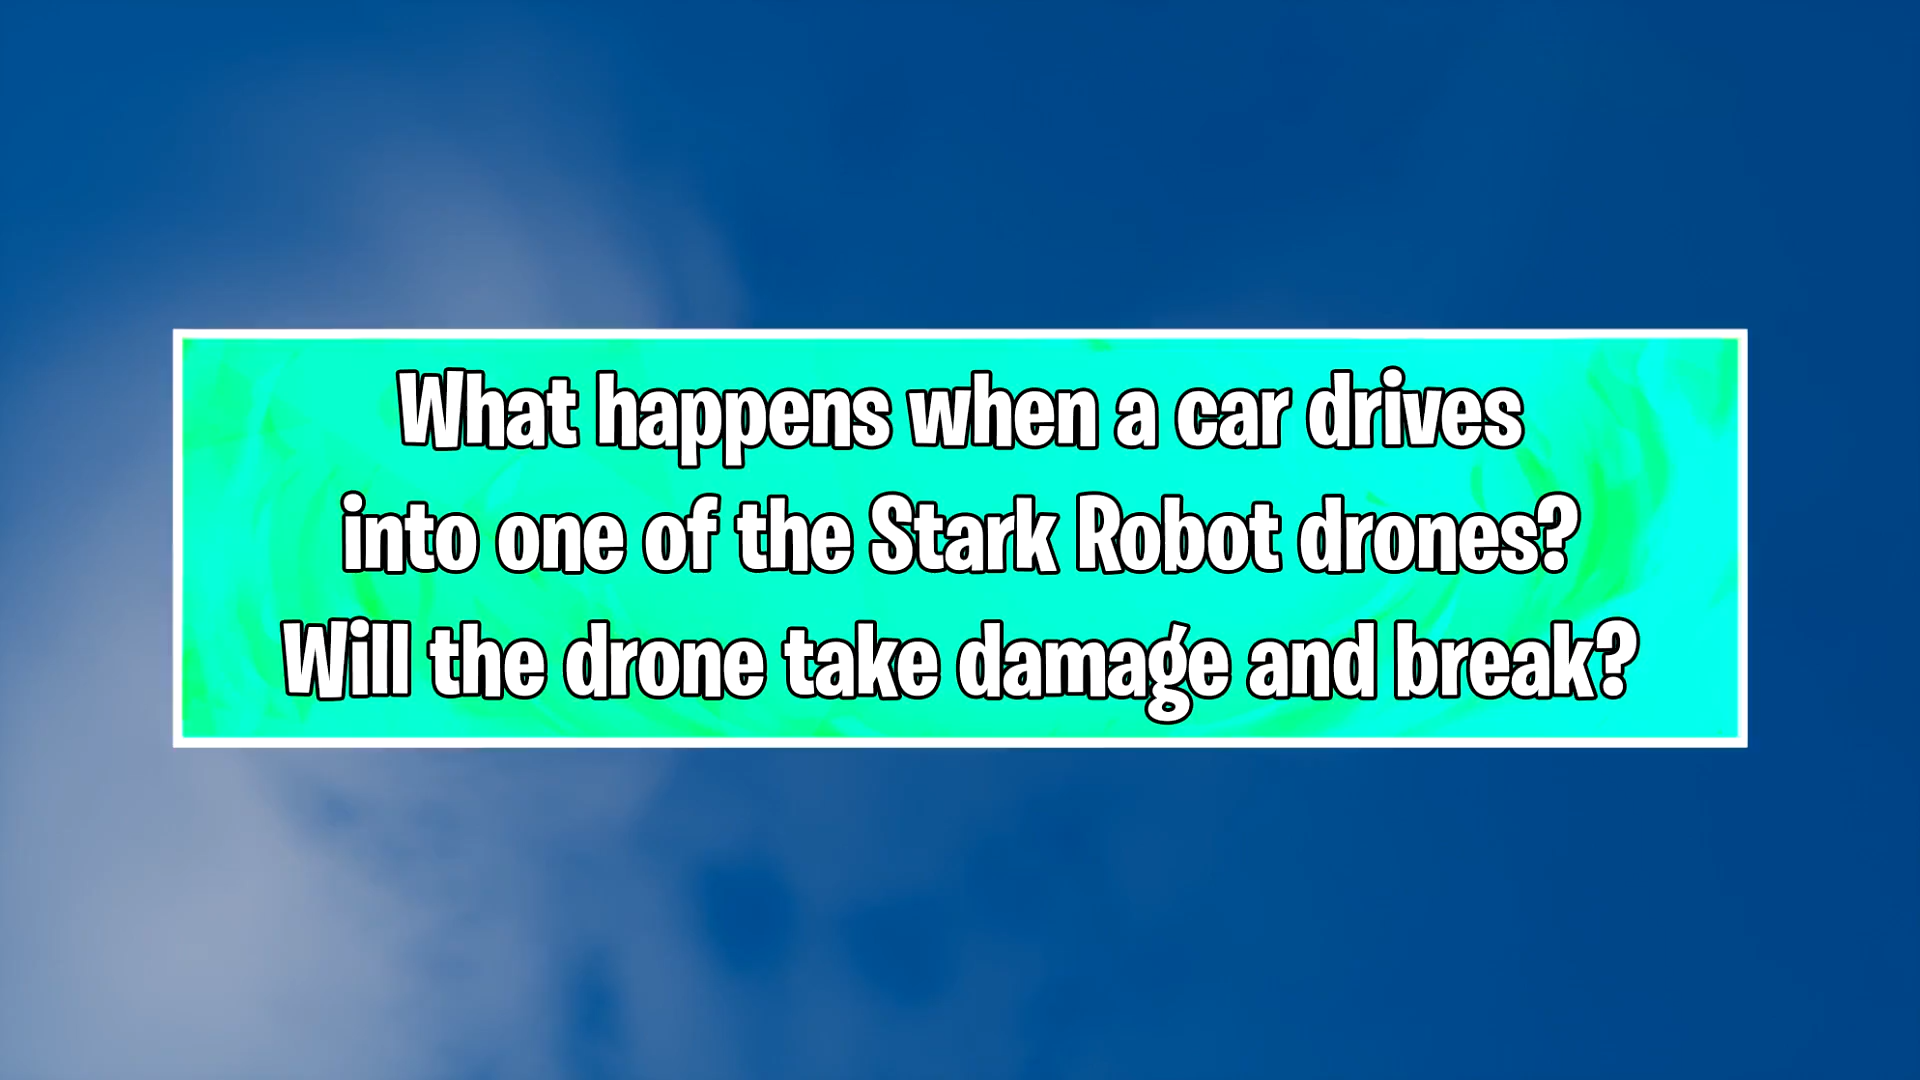 What happens when a car drives
into one of the Stark Robot drones?
Will the drone take damage and break?